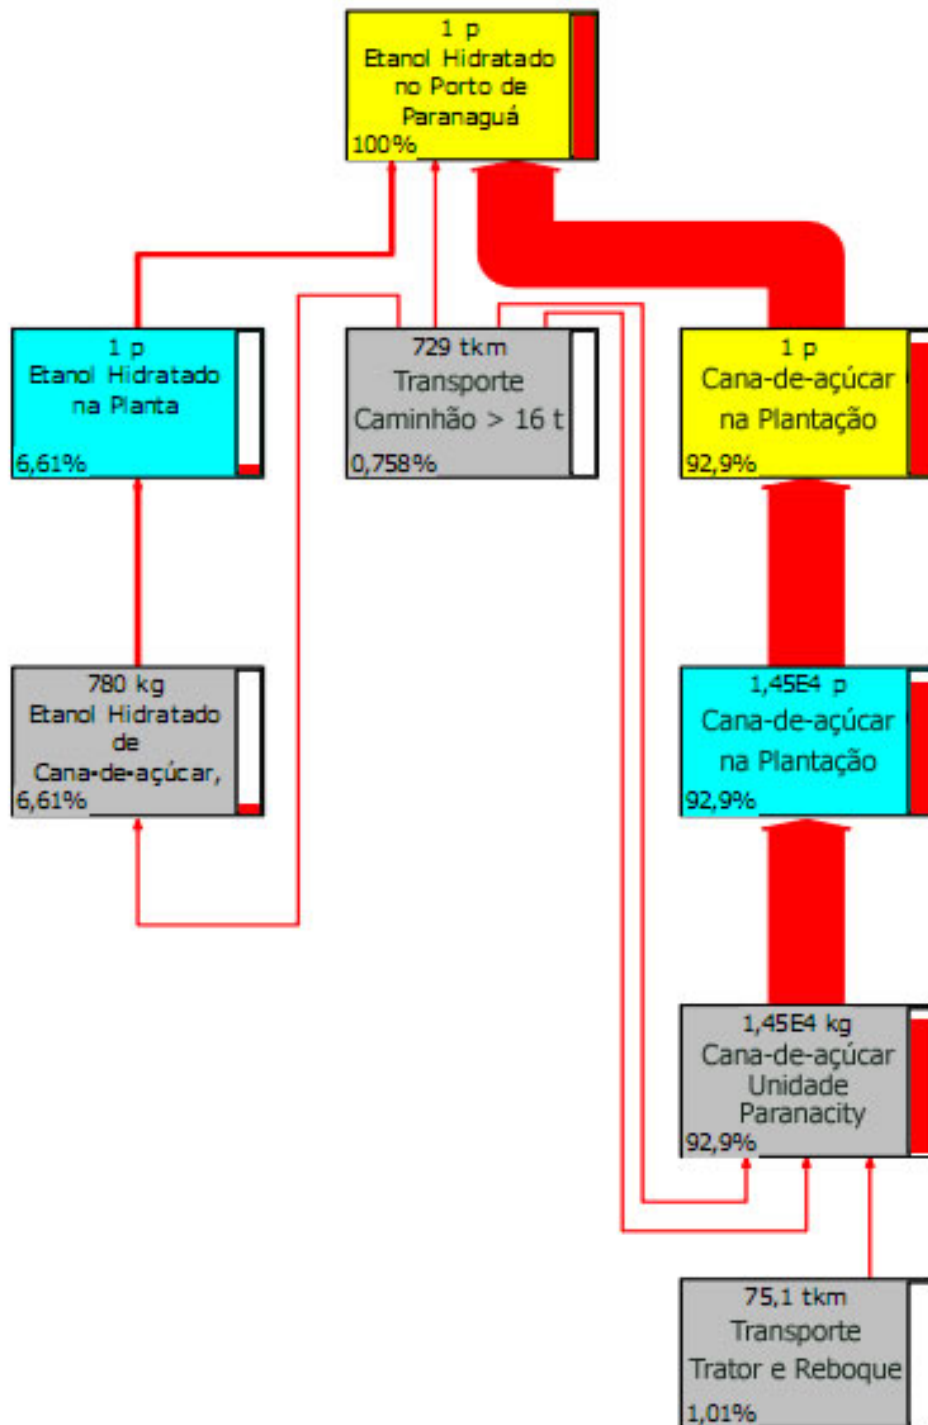 1 p
Etanol Hidratado
no Porto de
Paranaguá
100%
1 p
Etanol Hidratado
na Planta
6,61%
729 tkm
Transporte
Caminhão > 16 t
0,758%
1 p
Cana-de-açúcar
na Plantação
92,9%
780 kg
Etanol Hidratado
de
Cana-de-açúcar,
6,61%
1,45E4 p
Cana-de-açúcar
na Plantação
92,9%
1,45E4 kg
Cana-de-açúcar
Unidade
Paranacity
92,9%
75,1 tkm
Transporte
Trator e Reboque
1,01%